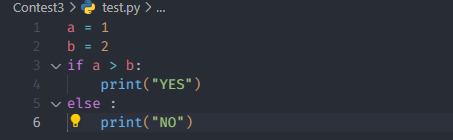 Contest3 > test.py > ...
1 a = 1
2 b = 2
3 if a > b:
4     print("YES")
5 else :
6     print("NO")